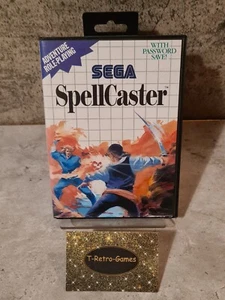 ADVENTURE
ROLE-PLAYING
WITH
PASSWORD
SAVE!
SEGA
SpellCaster
T-Retro-Games